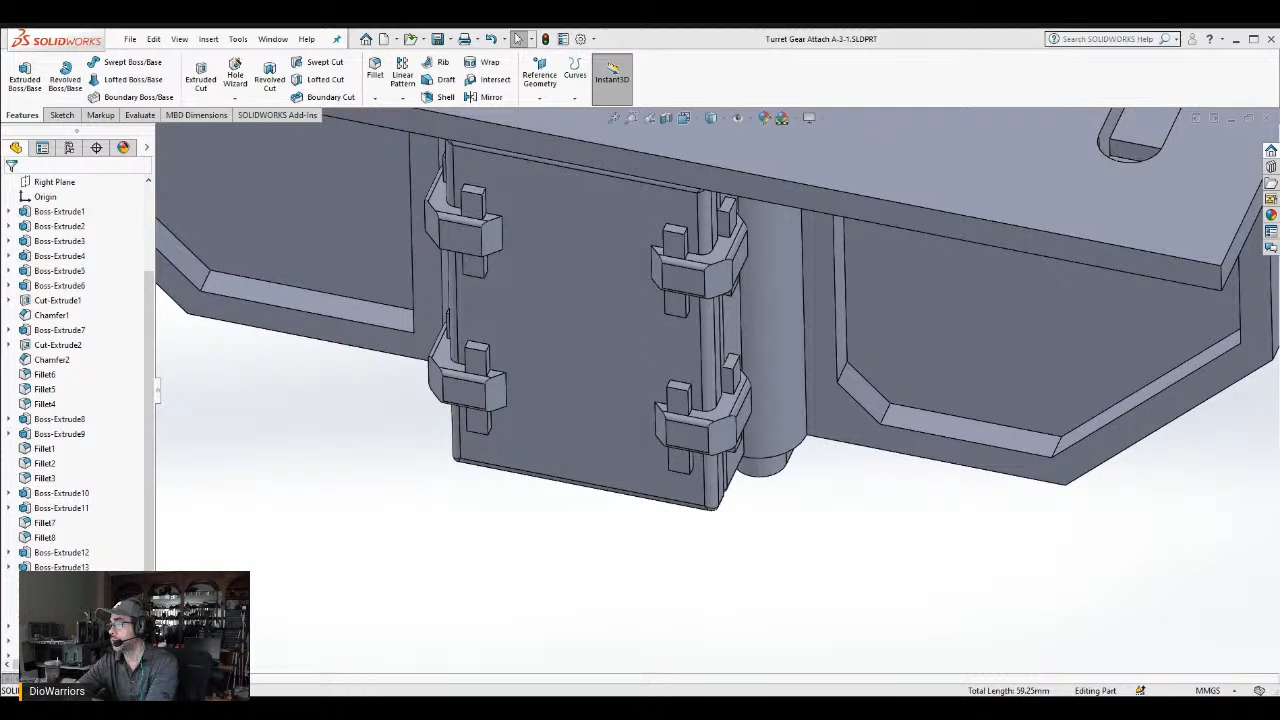 SOLIDWORKS File Edit View Insert Tools Window Help Turret Gear Attach A-3-1.SLDPRT Search SOLIDWORKS Help
Extruded Boss/Base
Revolved Boss/Base
Swept Boss/Base
Lofted Boss/Base
Boundary Boss/Base
Extruded Cut
Hole Wizard
Revolved Cut
Swept Cut
Lofted Cut
Boundary Cut
Fillet
Linear Pattern
Rib
Draft
Shell
Wrap
Intersect
Mirror
Reference Geometry
Curves
Instant3D
Features Sketch Markup Evaluate MBD Dimensions SOLIDWORKS Add-Ins
Right Plane
Origin
Boss-Extrude1
Boss-Extrude2
Boss-Extrude3
Boss-Extrude4
Boss-Extrude5
Boss-Extrude6
Cut-Extrude1
Chamfer1
Boss-Extrude7
Cut-Extrude2
Chamfer2
Fillet6
Fillet5
Fillet4
Boss-Extrude8
Boss-Extrude9
Fillet1
Fillet2
Fillet3
Boss-Extrude10
Boss-Extrude11
Fillet7
Fillet8
Boss-Extrude12
Boss-Extrude13
DioWarriors
Total Length: 59.25mm Editing Part MMGS